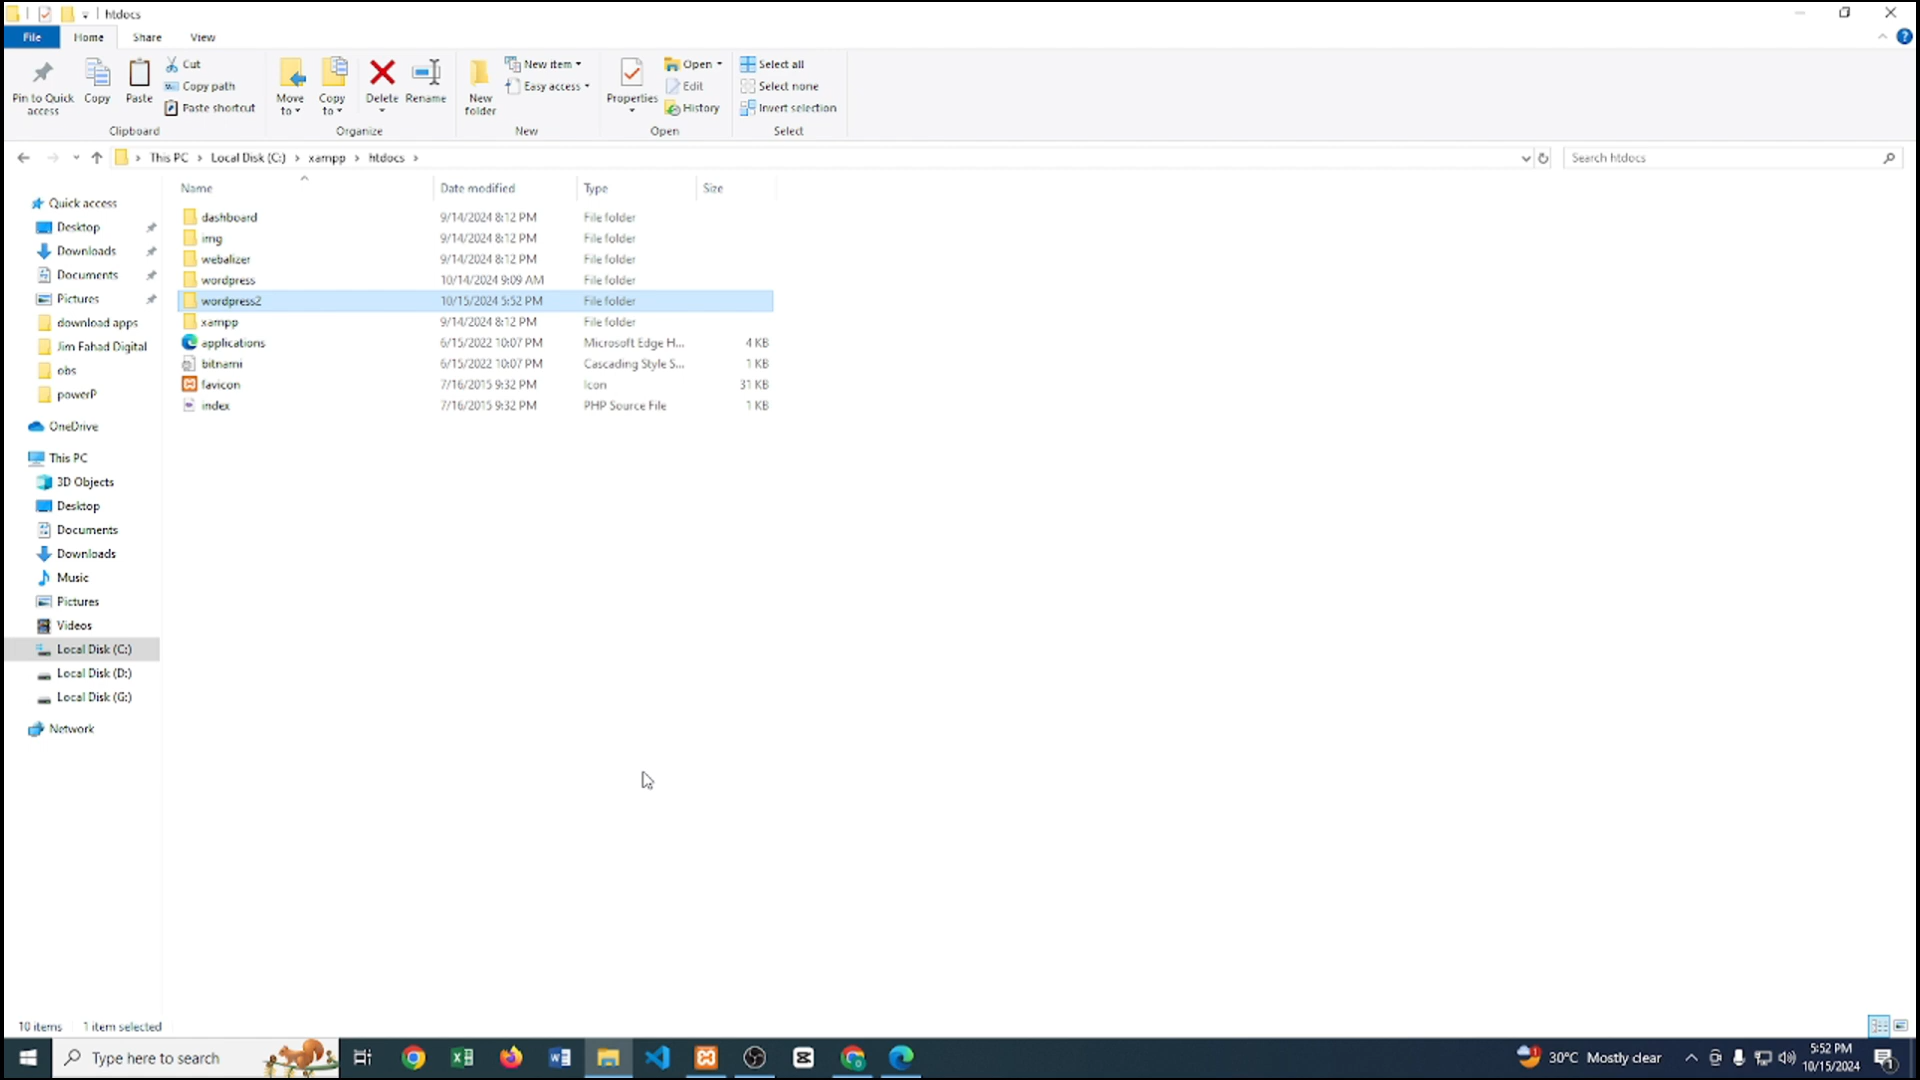 htdocs
File Home Share View
Pin to Quick access
Copy
Paste
Cut
Copy path
Paste shortcut
Clipboard
Move to
Copy to
Delete
Rename
Organize
New folder
New item
Easy access
New
Properties
Open
Edit
History
Open
Select all
Select none
Invert selection
Select
This PC > Local Disk (C:) > xampp > htdocs >
Search htdocs
Name Date modified Type Size
dashboard 9/14/2024 8:12 PM File folder
img 9/14/2024 8:12 PM File folder
webalizer 9/14/2024 8:12 PM File folder
wordpress 10/14/2024 9:09 AM File folder
wordpress2 10/15/2024 5:52 PM File folder
xampp 9/14/2024 8:12 PM File folder
applications 6/15/2022 10:07 PM Microsoft Edge H... 4 KB
bitnami 6/15/2022 10:07 PM Cascading Style S... 1 KB
favicon 7/16/2015 9:32 PM Icon 31 KB
index 7/16/2015 9:32 PM PHP Source File 1 KB
Quick access
Desktop
Downloads
Documents
Pictures
download apps
Jim Fahad Digital
obs
powerP
OneDrive
This PC
3D Objects
Desktop
Documents
Downloads
Music
Pictures
Videos
Local Disk (C:)
Local Disk (D:)
Local Disk (G:)
Network
10 items 1 item selected
Type here to search
30°C Mostly clear
5:52 PM
10/15/2024